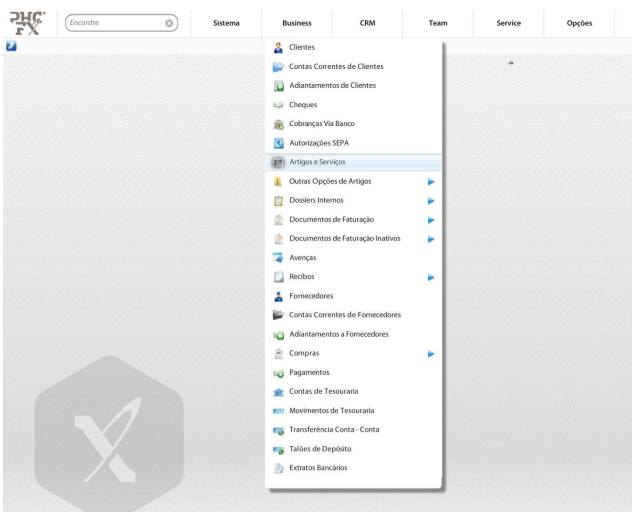 PHC FX
Encontre
Sistema
Business
CRM
Team
Service
Opções
Clientes
Contas Correntes de Clientes
Adiantamentos de Clientes
Cheques
Cobranças Via Banco
Autorizações SEPA
Artigos e Serviços
Outras Opções de Artigos
Dossiers Internos
Documentos de Faturação
Documentos de Faturação Inativos
Avenças
Recibos
Fornecedores
Contas Correntes de Fornecedores
Adiantamentos a Fornecedores
Compras
Pagamentos
Contas de Tesouraria
Movimentos de Tesouraria
Transferência Conta - Conta
Talões de Depósito
Extratos Bancários